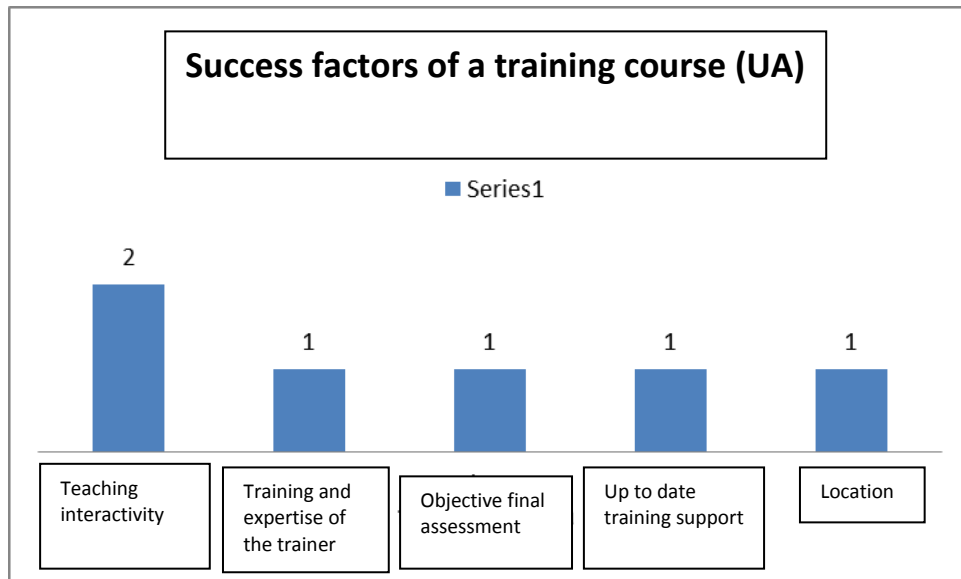 Success factors of a training course (UA)
Series1
2
1
1
1
1
Teaching
interactivity
Training and
expertise of
the trainer
Objective final
assessment
Up to date
training support
Location